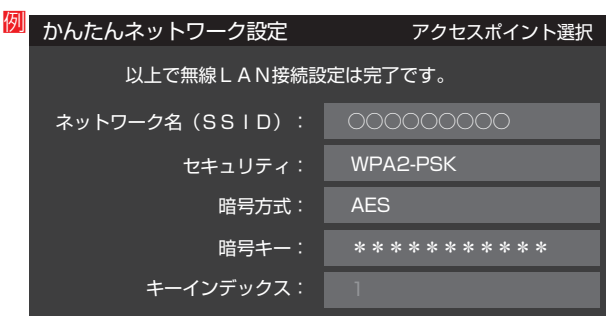 例
かんたんネットワーク設定 アクセスポイント選択
以上で無線ＬＡＮ接続設定は完了です。
ネットワーク名（ＳＳＩＤ）： ○○○○○○○○○
セキュリティ： WPA2-PSK
暗号方式： AES
暗号キー： ＊＊＊＊＊＊＊＊＊＊＊
キーインデックス： 1